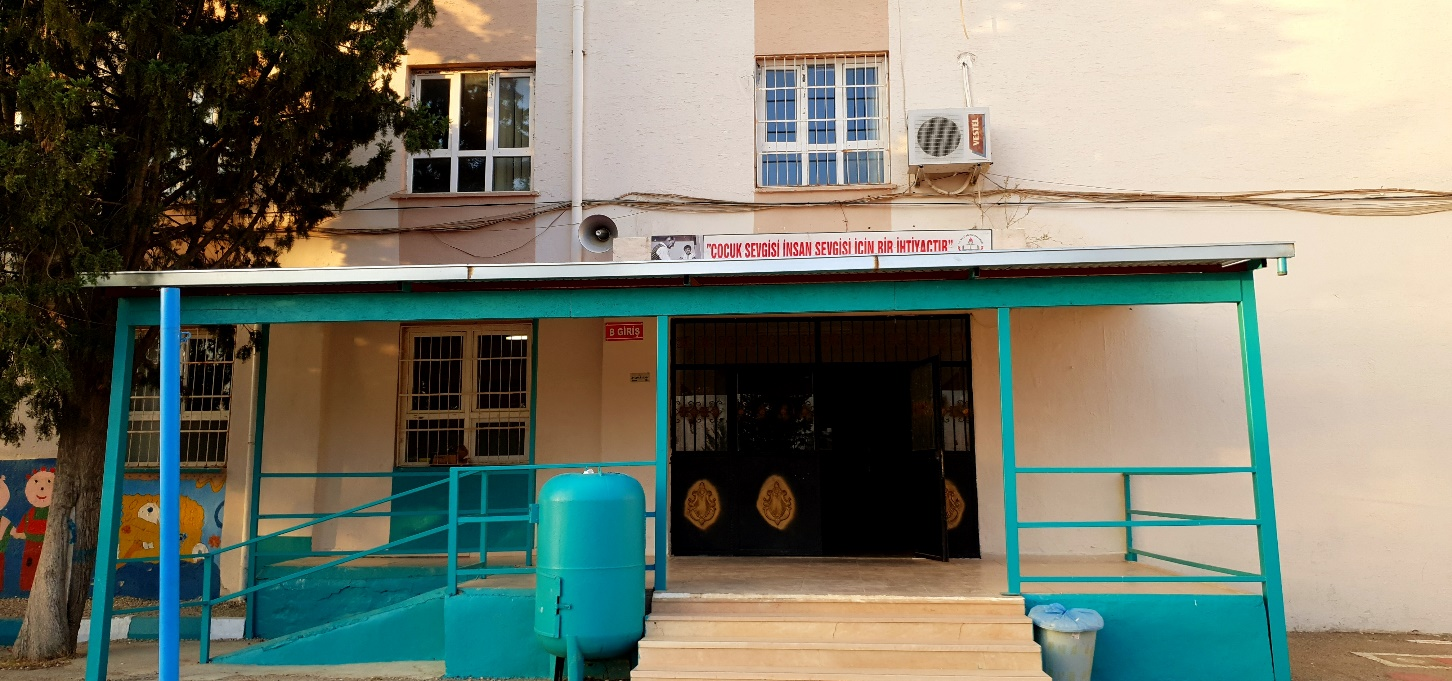 VESTEL
"ÇOCUK SEVGİSİ İNSAN SEVGİSİ İÇİN BİR İHTİYAÇTIR"
B GİRİŞ